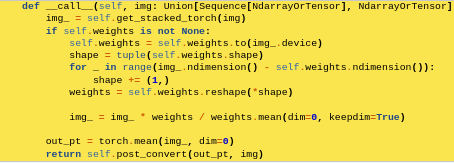 def __call__(self, img: Union[Sequence[NdarrayOrTensor], NdarrayOrTensor]
img_ = self.get_stacked_torch(img)
if self.weights is not None:
self.weights = self.weights.to(img_.device)
shape = tuple(self.weights.shape)
for _ in range(img_.ndimension() - self.weights.ndimension()):
shape += (1,)
weights = self.weights.reshape(*shape)
img_ = img_ * weights / weights.mean(dim=0, keepdim=True)
out_pt = torch.mean(img_, dim=0)
return self.post_convert(out_pt, img)